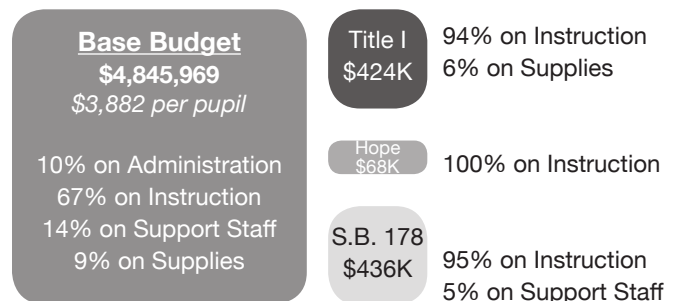 Base Budget
$4,845,969
$3,882 per pupil
10% on Administration
67% on Instruction
14% on Support Staff
9% on Supplies
Title I
$424K
94% on Instruction
6% on Supplies
Hope
$68K
100% on Instruction
S.B. 178
$436K
95% on Instruction
5% on Support Staff